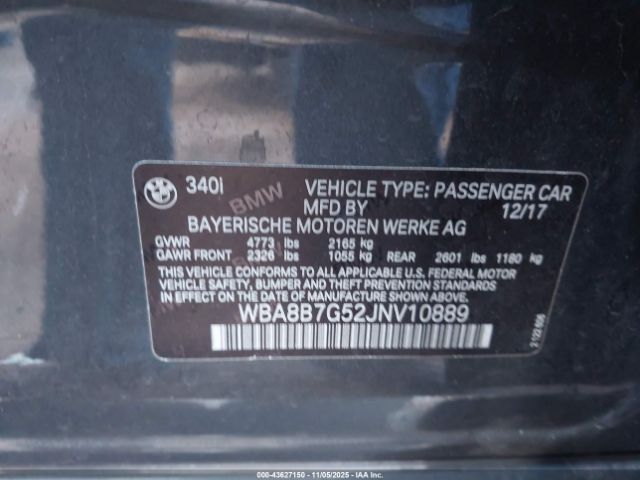 340i VEHICLE TYPE: PASSENGER CAR
MFD BY 12/17
BAYERISCHE MOTOREN WERKE AG
GVWR 4773 lbs 2165 kg
GAWR FRONT 2326 lbs 1055 kg REAR 2601 lbs 1180 kg
THIS VEHICLE CONFORMS TO ALL APPLICABLE U.S. FEDERAL MOTOR
VEHICLE SAFETY, BUMPER AND THEFT PREVENTION STANDARDS
IN EFFECT ON THE DATE OF MANUFACTURE SHOWN ABOVE.
WBA8B7G52JNV10889
BMW
000-43627150 - 11/05/2025 - IAAI, Inc.